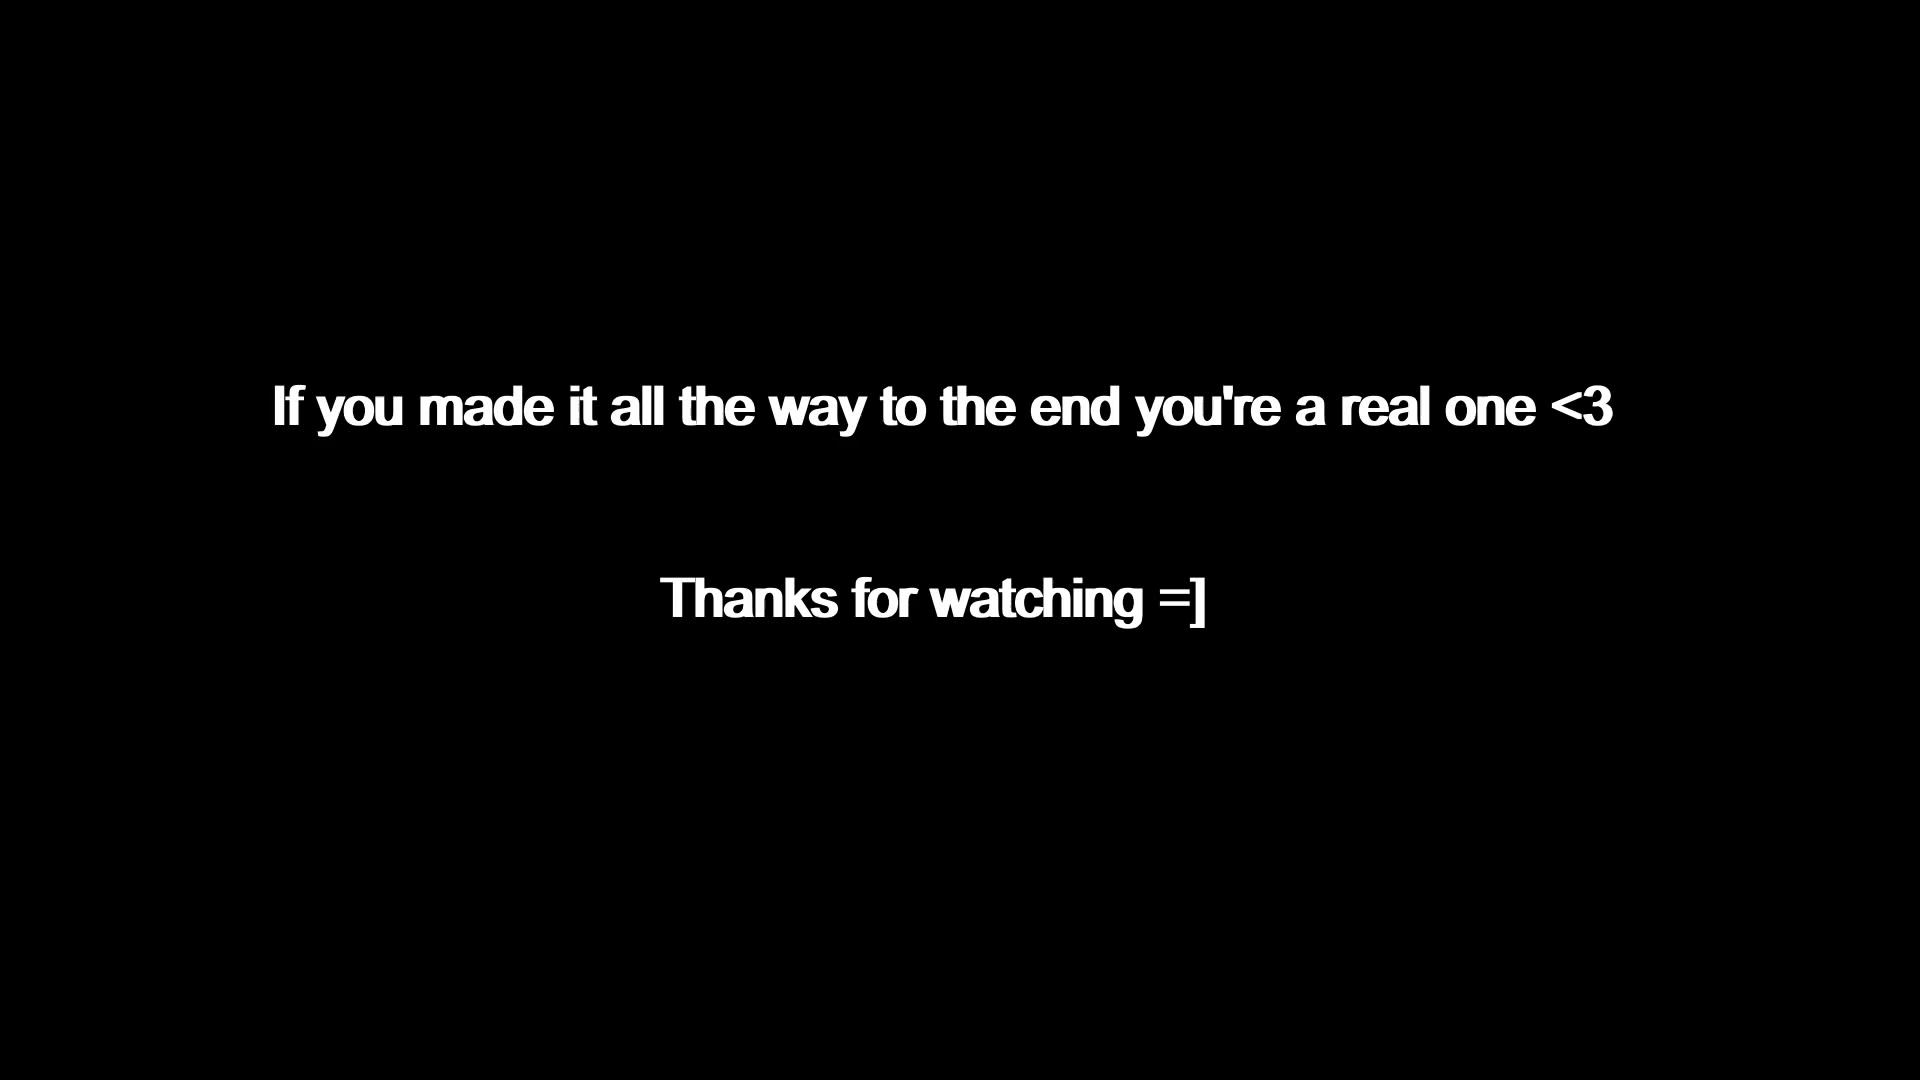 If you made it all the way to the end you're a real one <3
Thanks for watching =]